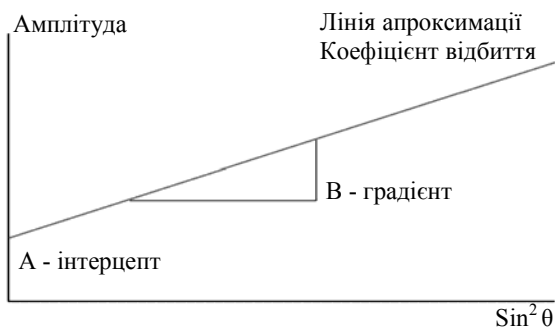 Амплітуда
Лінія апроксимації
Коефіцієнт відбиття
В - градієнт
А - інтерцепт
Sin² θ